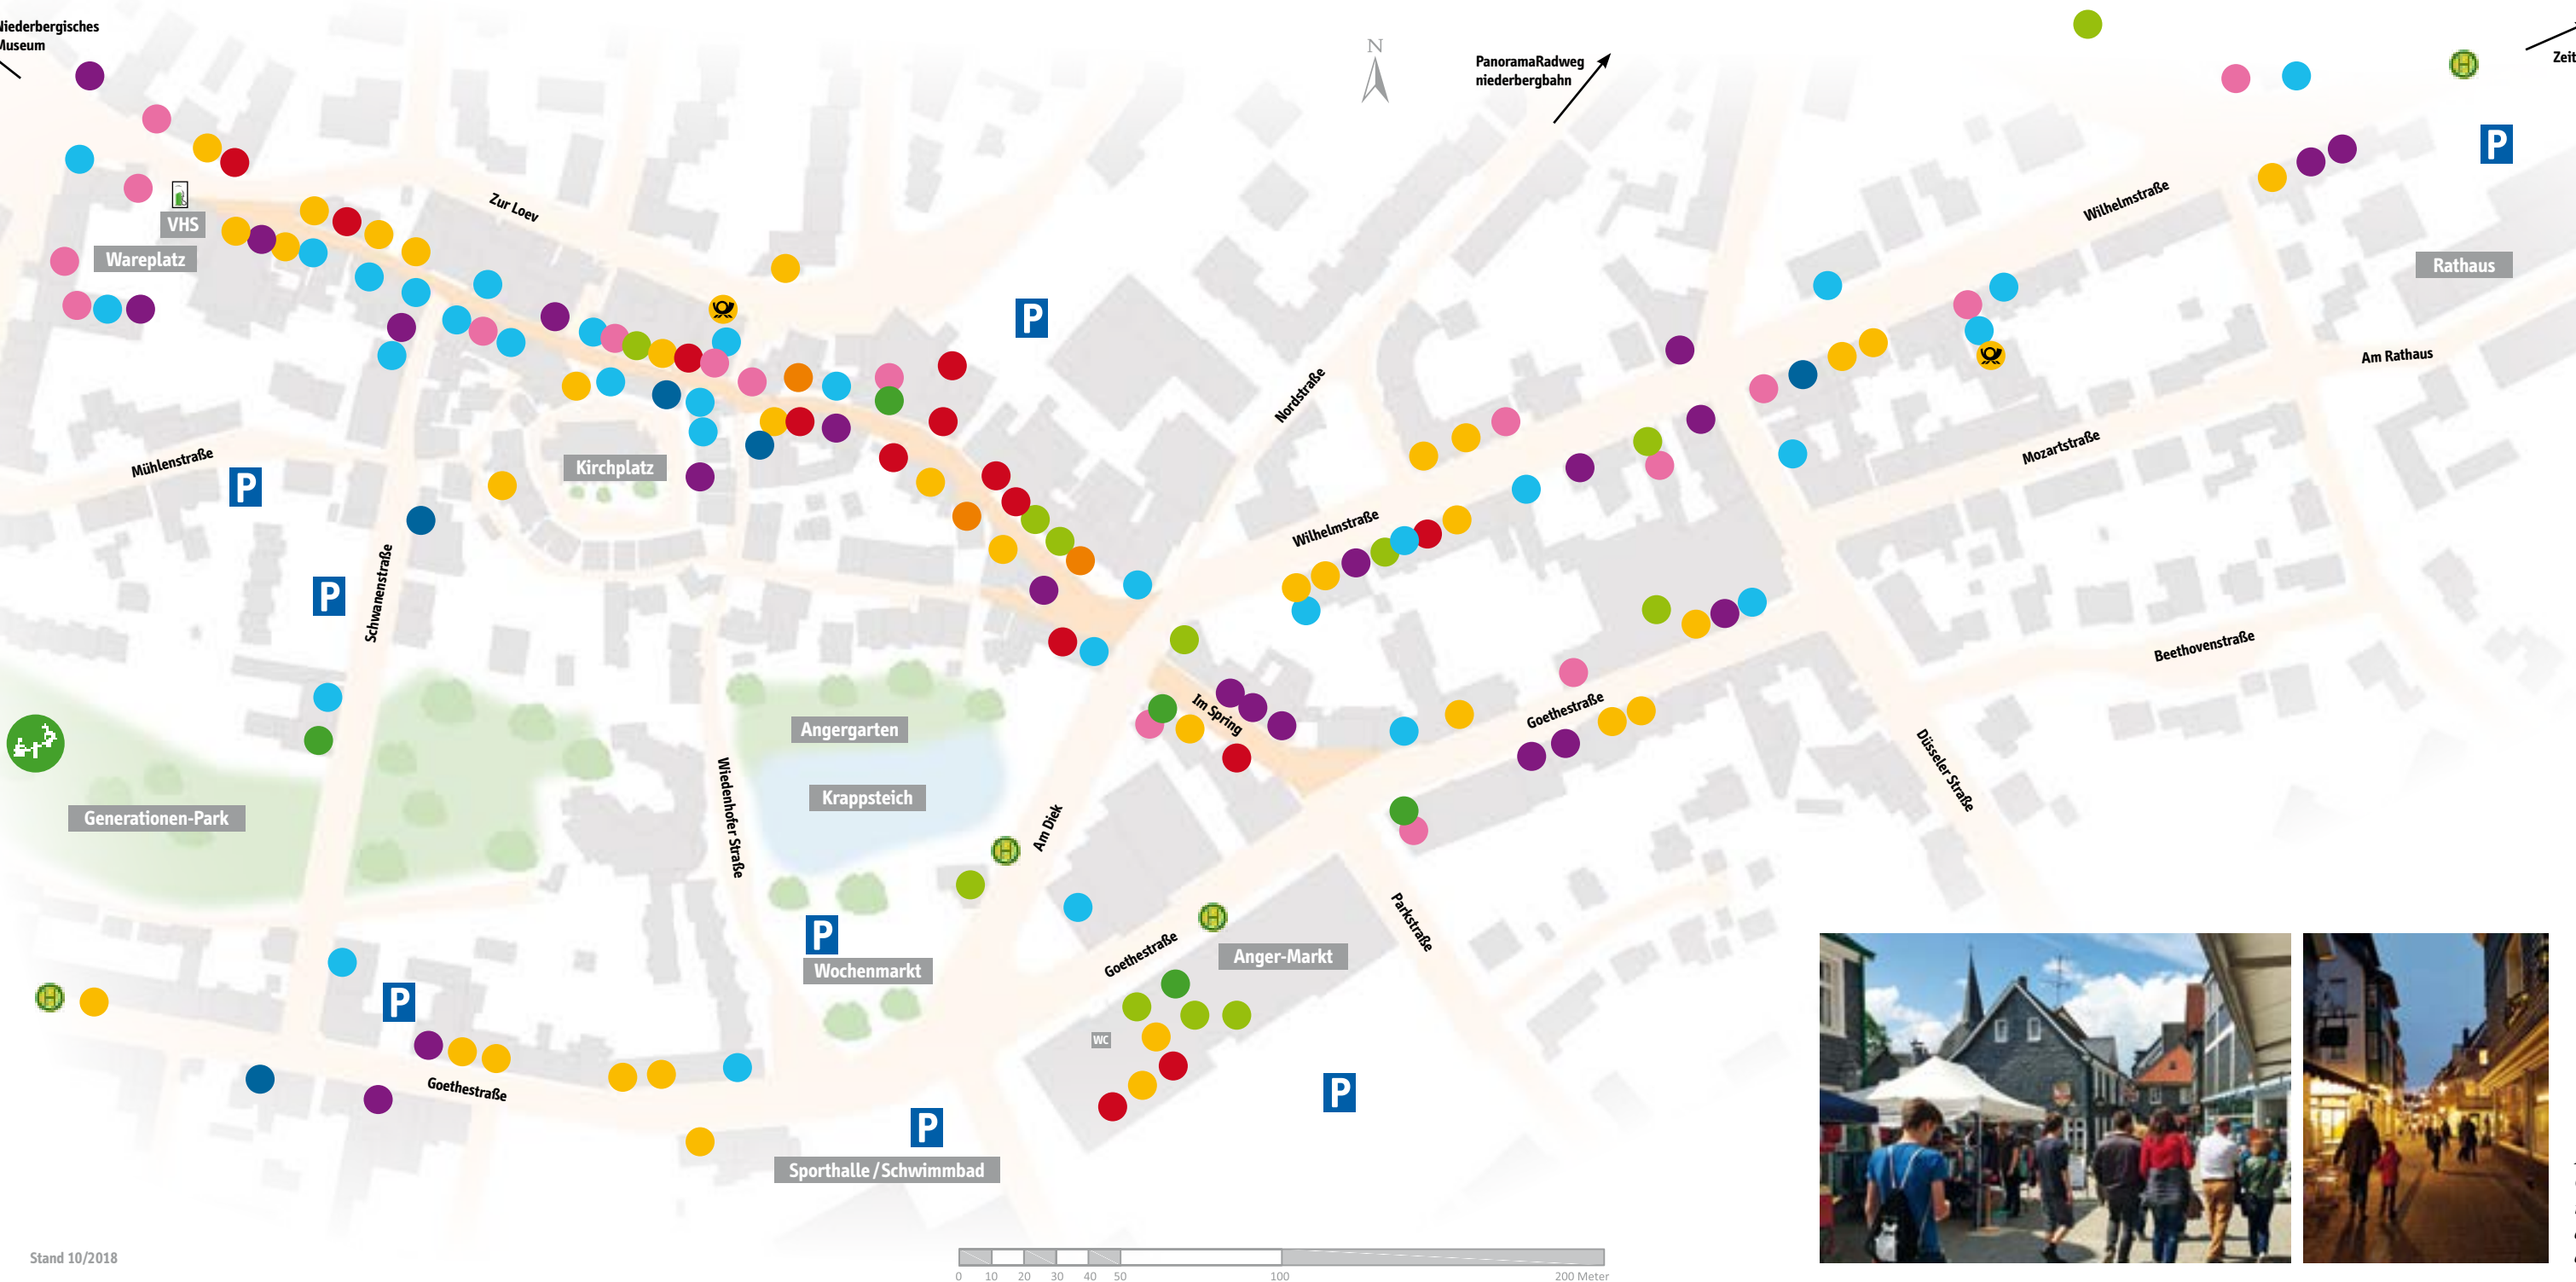 Niederbergisches
Museum
N
PanoramaRadweg
niederbergbahn
Zeit
P
Zur Loev
VHS
Wareplatz
Wilhelmstraße
Rathaus
P
Am Rathaus
Nordstraße
Mozartstraße
Mühlenstraße
Kirchplatz
P
Wilhelmstraße
Schwanenstraße
P
Beethovenstraße
Im Spring
Goethestraße
Angergarten
Düsseler Straße
Krappsteich
Wiedenhofer Straße
Generationen-Park
Am Diek
H
H
H
H
Parkstraße
P
Goethestraße
Anger-Markt
Wochenmarkt
P
WC
Goethestraße
P
P
Sporthalle / Schwimmbad
Stand 10/2018
0 10 20 30 40 50 100 200 Meter